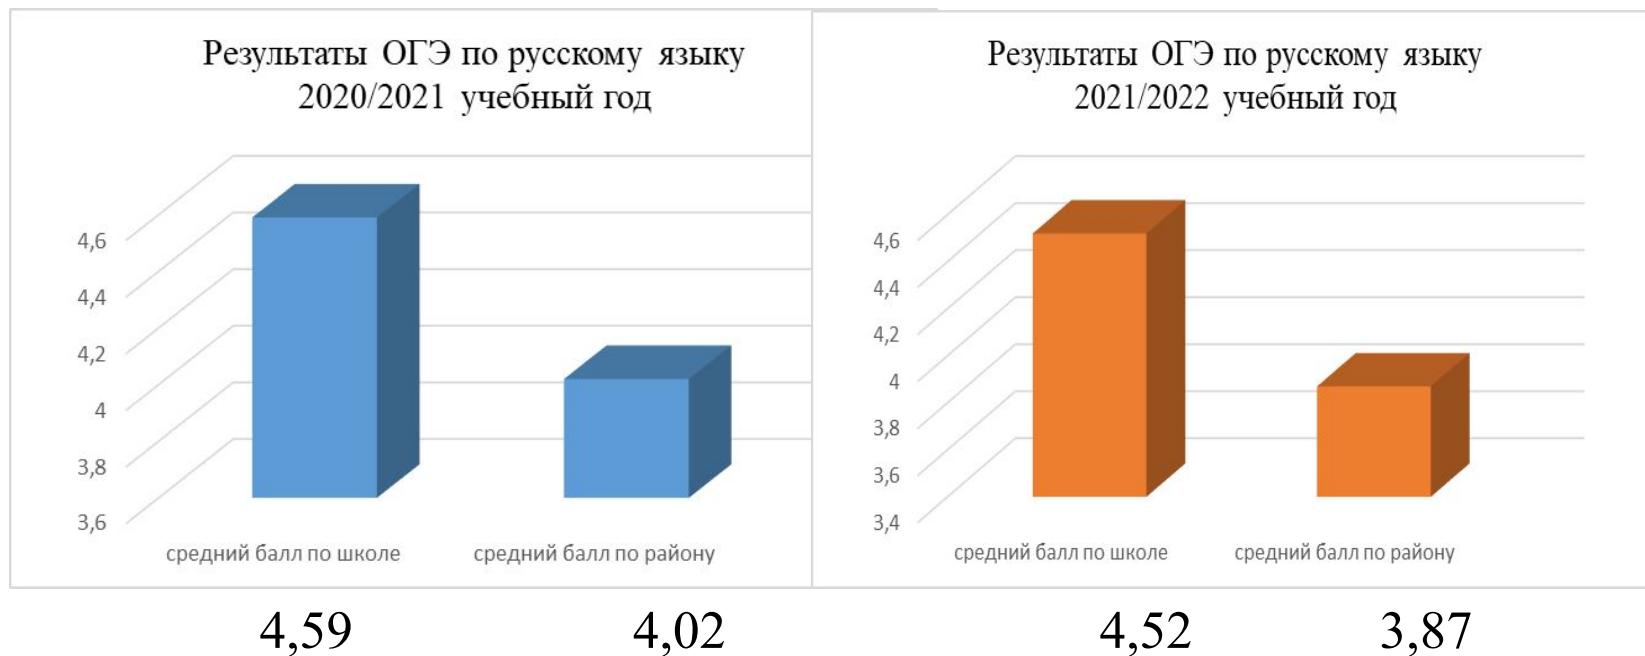 Результаты ОГЭ по русскому языку
2020/2021 учебный год
4,6
4,4
4,2
4
3,8
3,6
средний балл по школе
средний балл по району
4,59
4,02
Результаты ОГЭ по русскому языку
2021/2022 учебный год
4,6
4,4
4,2
4
3,8
3,6
3,4
средний балл по школе
средний балл по району
4,52
3,87